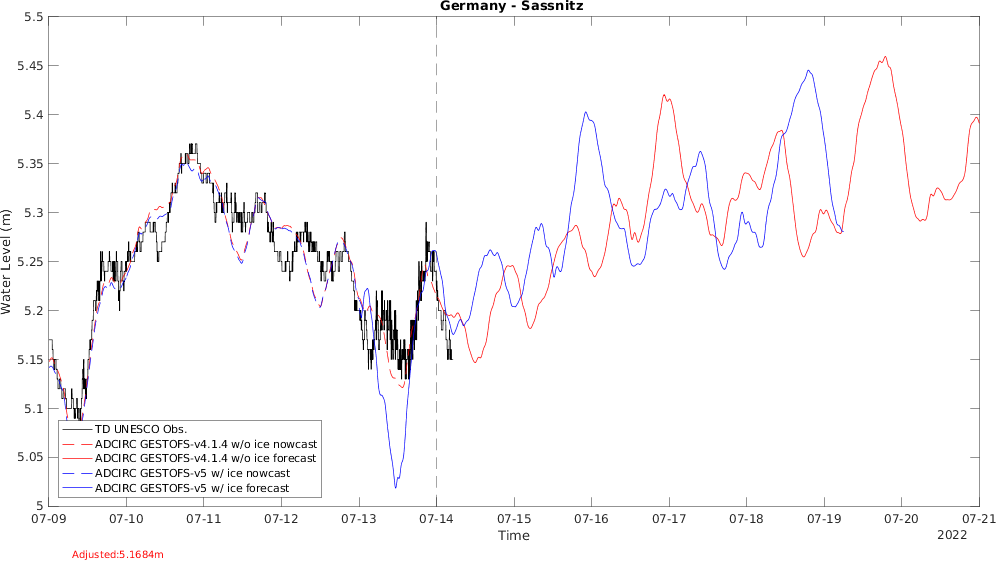 Germany - Sassnitz
5.5
5.45
5.4
5.35
5.3
5.25
5.2
5.15
5.1
5.05
5
Water Level (m)
TD UNESCO Obs.
ADCIRC GESTOFS-v4.1.4 w/o ice nowcast
ADCIRC GESTOFS-v4.1.4 w/o ice forecast
ADCIRC GESTOFS-v5 w/ ice nowcast
ADCIRC GESTOFS-v5 w/ ice forecast
07-09 07-10 07-11 07-12 07-13 07-14 07-15 07-16 07-17 07-18 07-19 07-20 07-21
Time
2022
Adjusted:5.1684m